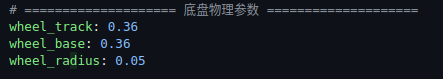 # ==================== 底盘物理参数 ====================
wheel_track: 0.36
wheel_base: 0.36
wheel_radius: 0.05